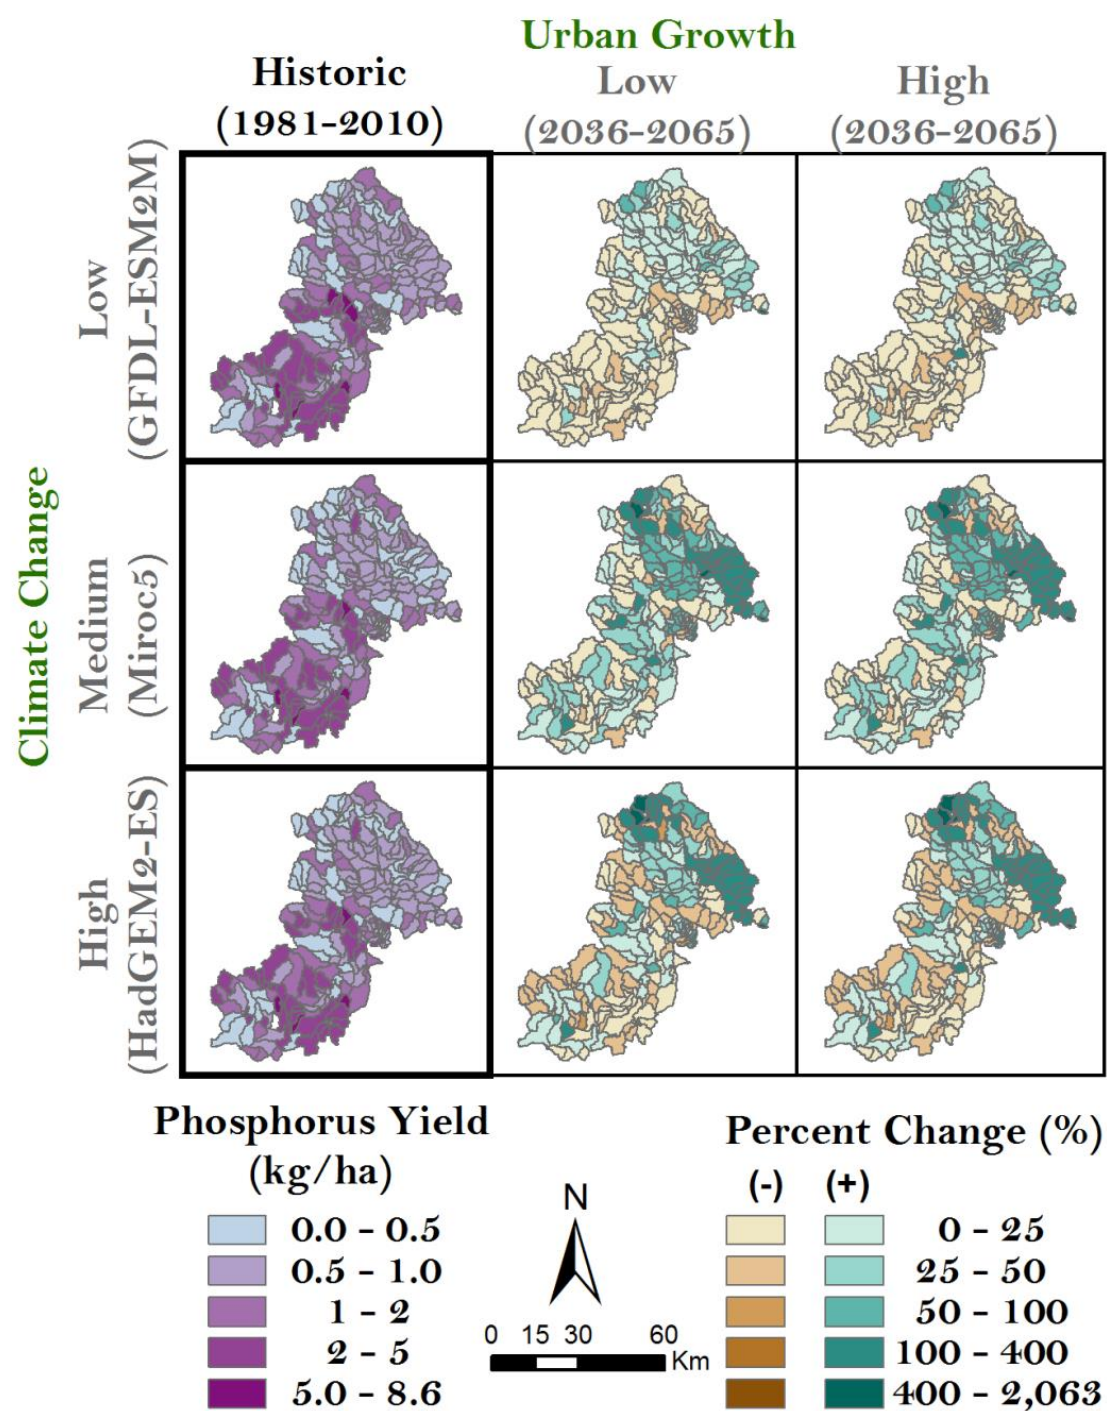 Urban Growth
Historic
(1981-2010)
Low
(2036-2065)
High
(2036-2065)
Climate Change
Low
(GFDL-ESM2M)
Medium
(Miroc5)
High
(HadGEM2-ES)
Phosphorus Yield
(kg/ha)
0.0 - 0.5
0.5 - 1.0
1 - 2
2 - 5
5.0 - 8.6
N
0 15 30 60
Km
Percent Change (%)
(-) (+)
0 - 25
25 - 50
50 - 100
100 - 400
400 - 2,063